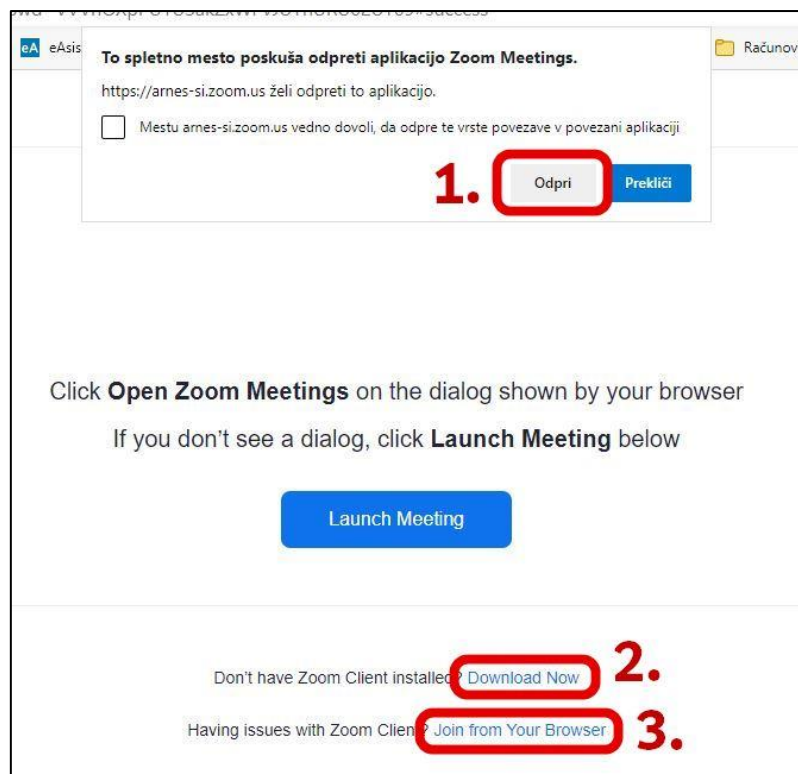 eA eAsis
Računov
To spletno mesto poskuša odpreti aplikacijo Zoom Meetings.
https://arnes-si.zoom.us želi odpreti to aplikacijo.
Mestu arnes-si.zoom.us vedno dovoli, da odpre te vrste povezave v povezani aplikaciji
1.
Odpri
Prekliči
Click Open Zoom Meetings on the dialog shown by your browser
If you don't see a dialog, click Launch Meeting below
Launch Meeting
Don't have Zoom Client installed? Download Now
2.
Having issues with Zoom Client? Join from Your Browser
3.